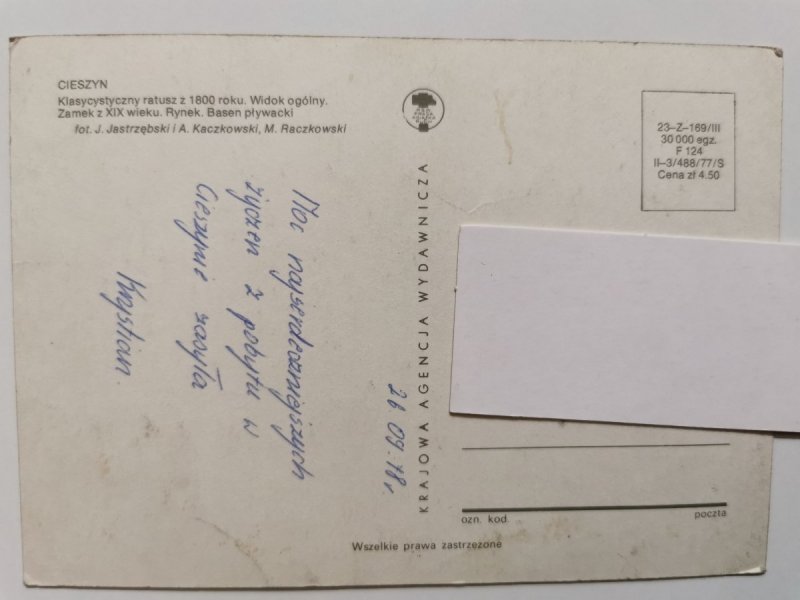 CIESZYN
Klasycystyczny ratusz z 1800 roku. Widok ogólny.
Zamek z XIX wieku. Rynek. Basen pływacki
fot. J. Jastrzębski i A. Kaczkowski, M. Raczkowski
Moc najserdeczniejszych
życzeń z pobytu w
Cieszynie zasyła
Krystian
26.09.78r.
KRAJOWA AGENCJA WYDAWNICZA
23-Z-169/III
30 000 egz.
F 124
II-3/488/77/S
Cena zł 4.50
ozn. kod.
poczta
Wszelkie prawa zastrzeżone